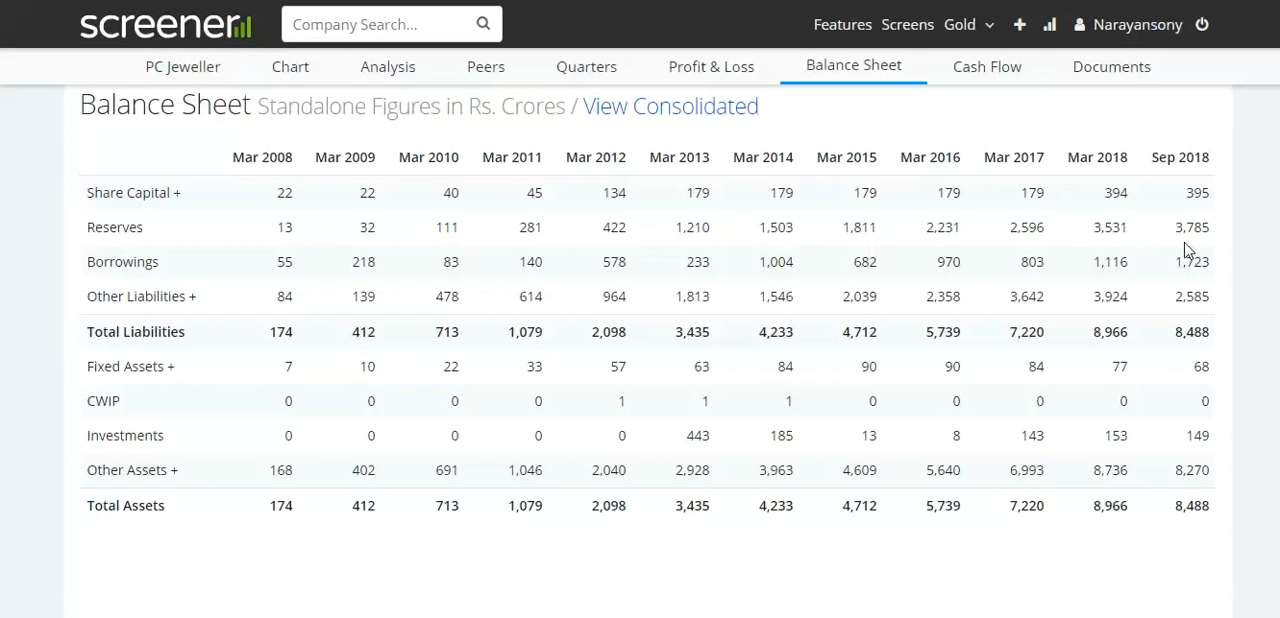 screener Company Search... Features Screens Gold Narayansony
PC Jeweller Chart Analysis Peers Quarters Profit & Loss Balance Sheet Cash Flow Documents
Balance Sheet Standalone Figures in Rs. Crores / View Consolidated
Mar 2008 Mar 2009 Mar 2010 Mar 2011 Mar 2012 Mar 2013 Mar 2014 Mar 2015 Mar 2016 Mar 2017 Mar 2018 Sep 2018
Share Capital + 22 22 40 45 134 179 179 179 179 179 394 395
Reserves 13 32 111 281 422 1,210 1,503 1,811 2,231 2,596 3,531 3,785
Borrowings 55 218 83 140 578 233 1,004 682 970 803 1,116 1,723
Other Liabilities + 84 139 478 614 964 1,813 1,546 2,039 2,358 3,642 3,924 2,585
Total Liabilities 174 412 713 1,079 2,098 3,435 4,233 4,712 5,739 7,220 8,966 8,488
Fixed Assets + 7 10 22 33 57 63 84 90 90 84 77 68
CWIP 0 0 0 0 1 1 1 0 0 0 0 0
Investments 0 0 0 0 0 443 185 13 8 143 153 149
Other Assets + 168 402 691 1,046 2,040 2,928 3,963 4,609 5,640 6,993 8,736 8,270
Total Assets 174 412 713 1,079 2,098 3,435 4,233 4,712 5,739 7,220 8,966 8,488